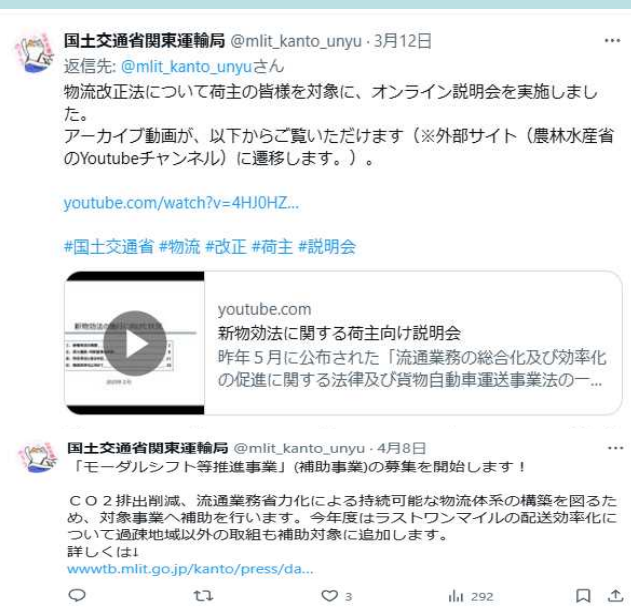 国土交通省関東運輸局 @mlit_kanto_unyu · 3月12日
返信先: @mlit_kanto_unyuさん
物流改正法について荷主の皆様を対象に、オンライン説明会を実施しまし
た。
アーカイブ動画が、以下からご覧いただけます（※外部サイト（農林水産省
のYoutubeチャンネル）に遷移します。）。
youtube.com/watch?v=4HJ0HZ...
#国土交通省 #物流 #改正 #荷主 #説明会
youtube.com
新物効法に関する荷主向け説明会
昨年５月に公布された「流通業務の総合化及び効率化
の促進に関する法律及び貨物自動車運送事業法の一...
国土交通省関東運輸局 @mlit_kanto_unyu · 4月8日
「モーダルシフト等推進事業」(補助事業)の募集を開始します！
ＣＯ２排出削減、流通業務省力化による持続可能な物流体系の構築を図るた
め、対象事業へ補助を行います。今年度はラストワンマイルの配送効率化に
ついて過疎地域以外の取組も補助対象に追加します。
詳しくは↓
wwwtb.mlit.go.jp/kanto/press/da...
3 292